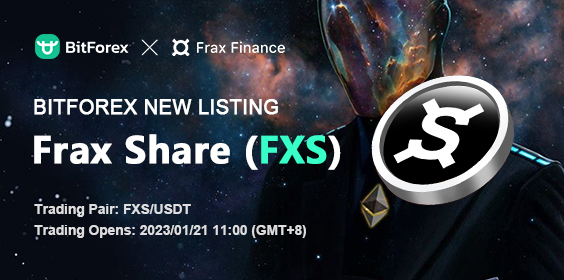 BitForex × Frax Finance
BITFOREX NEW LISTING
Frax Share (FXS)
Trading Pair: FXS/USDT
Trading Opens: 2023/01/21 11:00 (GMT+8)